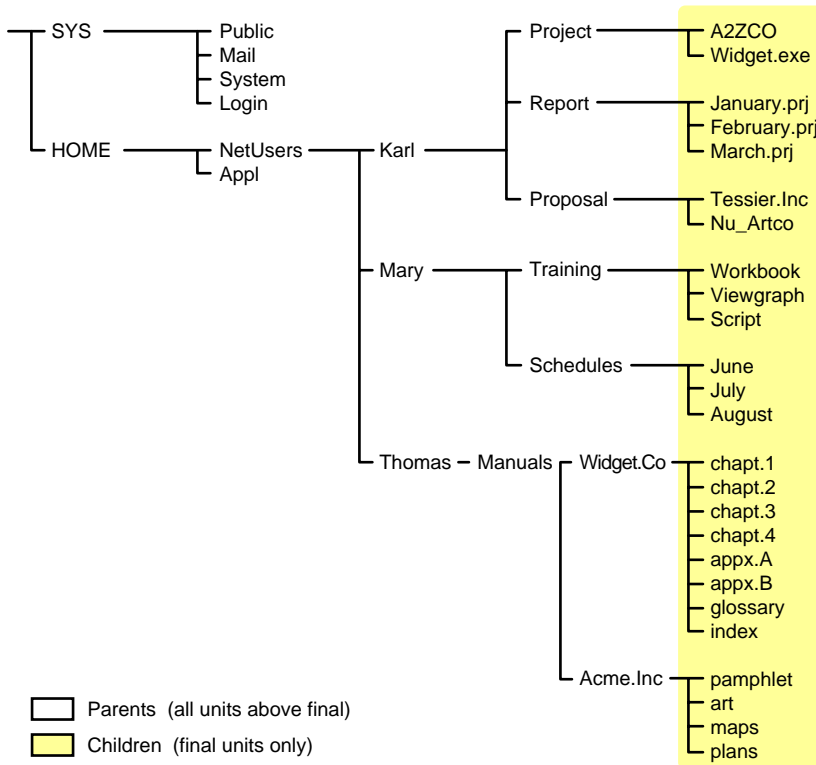 SYS Public Project A2ZCO
Mail Widget.exe
System
Login Report January.prj
February.prj
HOME NetUsers Karl March.prj
Appl
Proposal Tessier.Inc
Nu_Artco
Mary Training Workbook
Viewgraph
Script
Schedules June
July
August
Thomas Manuals Widget.Co chapt.1
chapt.2
chapt.3
chapt.4
appx.A
appx.B
glossary
index
Acme.Inc pamphlet
art
maps
plans
Parents (all units above final)
Children (final units only)